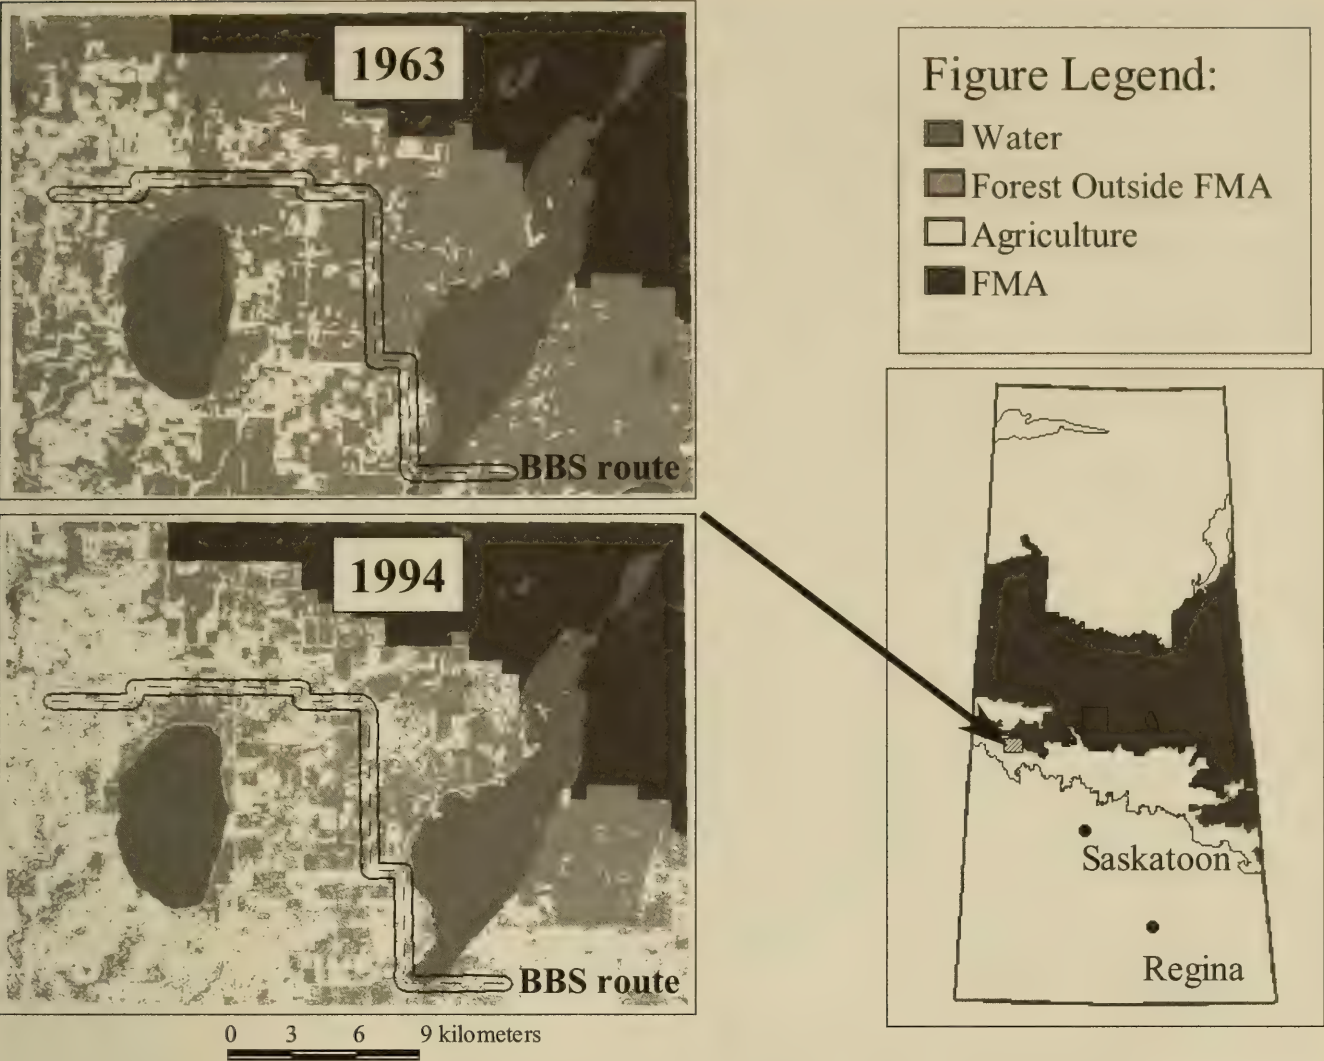 1963
BBS route
1994
BBS route
0 3 6 9 kilometers
Figure Legend:
Water
Forest Outside FMA
Agriculture
FMA
Saskatoon
Regina